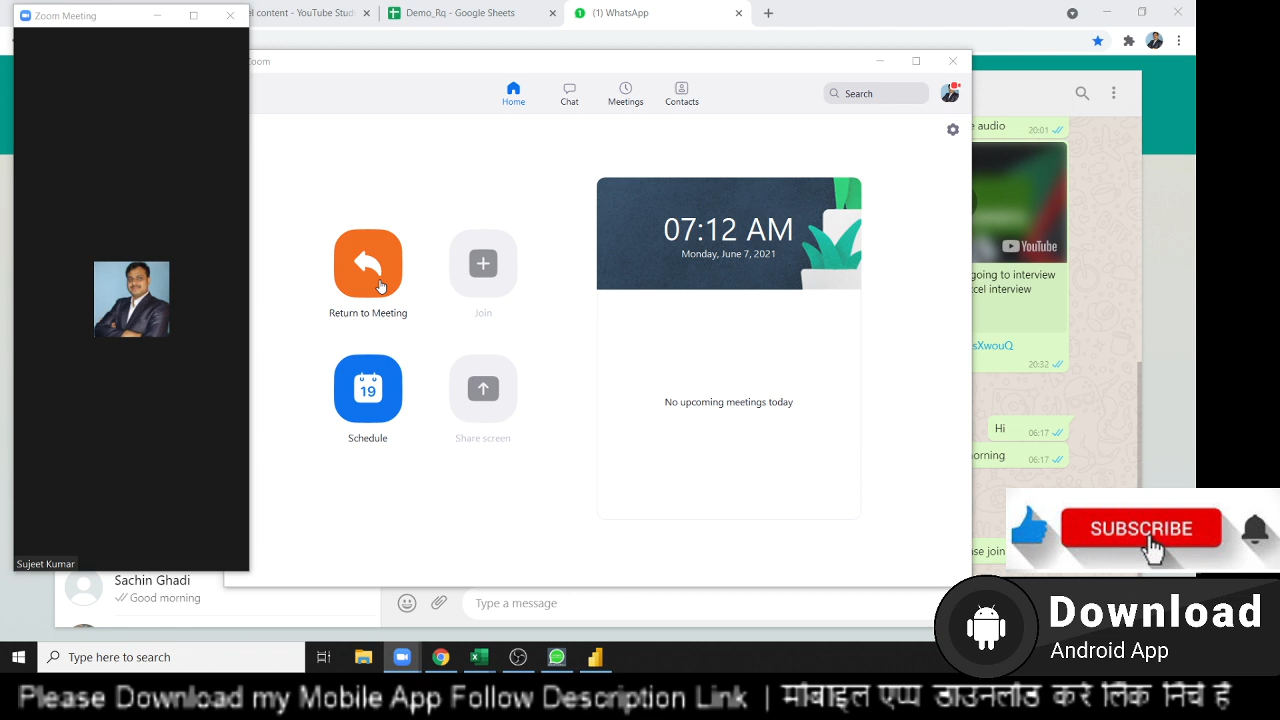 Zoom Meeting
el content - YouTube Studi
Demo_Rq - Google Sheets
(1) WhatsApp
Zoom
Home
Chat
Meetings
Contacts
Search
e audio
20:01
07:12 AM
Monday, June 7, 2021
YouTube
going to interview
cel interview
Return to Meeting
Join
sXwouQ
20:32
19
No upcoming meetings today
Schedule
Share screen
Hi
06:17
orning
06:17
SUBSCRIBE
se join
Sujeet Kumar
Sachin Ghadi
Good morning
Type a message
Download
Android App
Type here to search
Please Download my Mobile App Follow Description Link | मोबाइल एप्प डाउनलोड करे लिंक निचे है